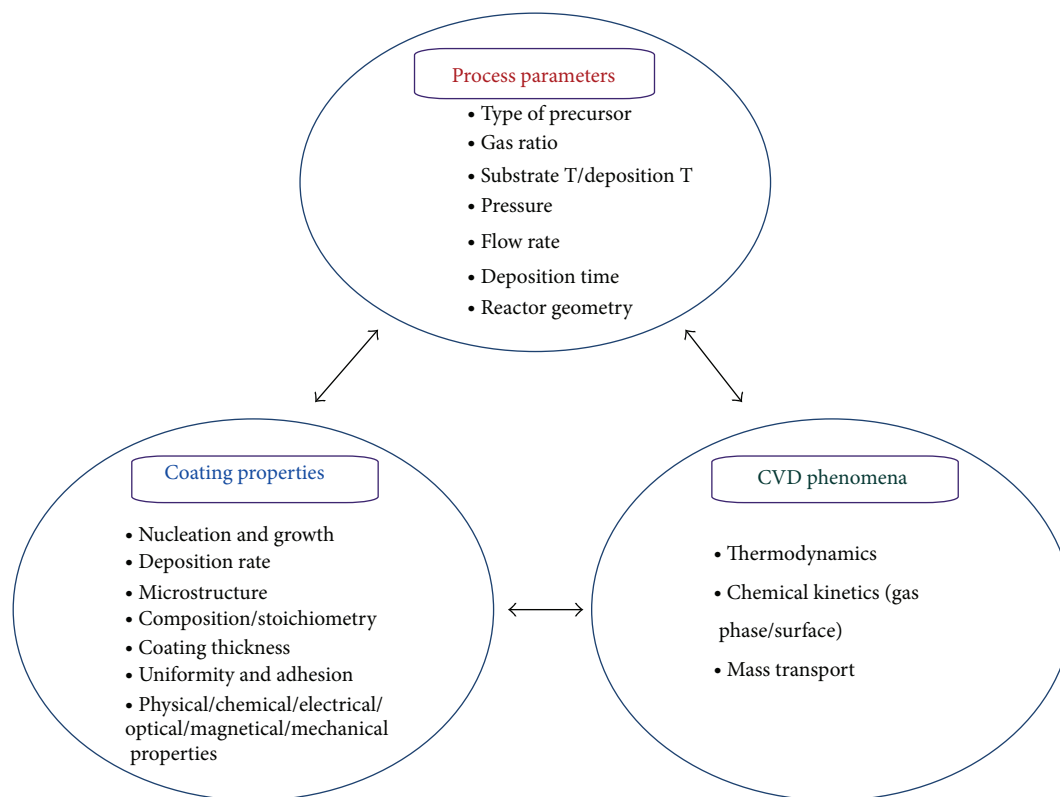 Process parameters
• Type of precursor
• Gas ratio
• Substrate T/deposition T
• Pressure
• Flow rate
• Deposition time
• Reactor geometry
Coating properties
• Nucleation and growth
• Deposition rate
• Microstructure
• Composition/stoichiometry
• Coating thickness
• Uniformity and adhesion
• Physical/chemical/electrical/
optical/magnetical/mechanical
properties
CVD phenomena
• Thermodynamics
• Chemical kinetics (gas
phase/surface)
• Mass transport